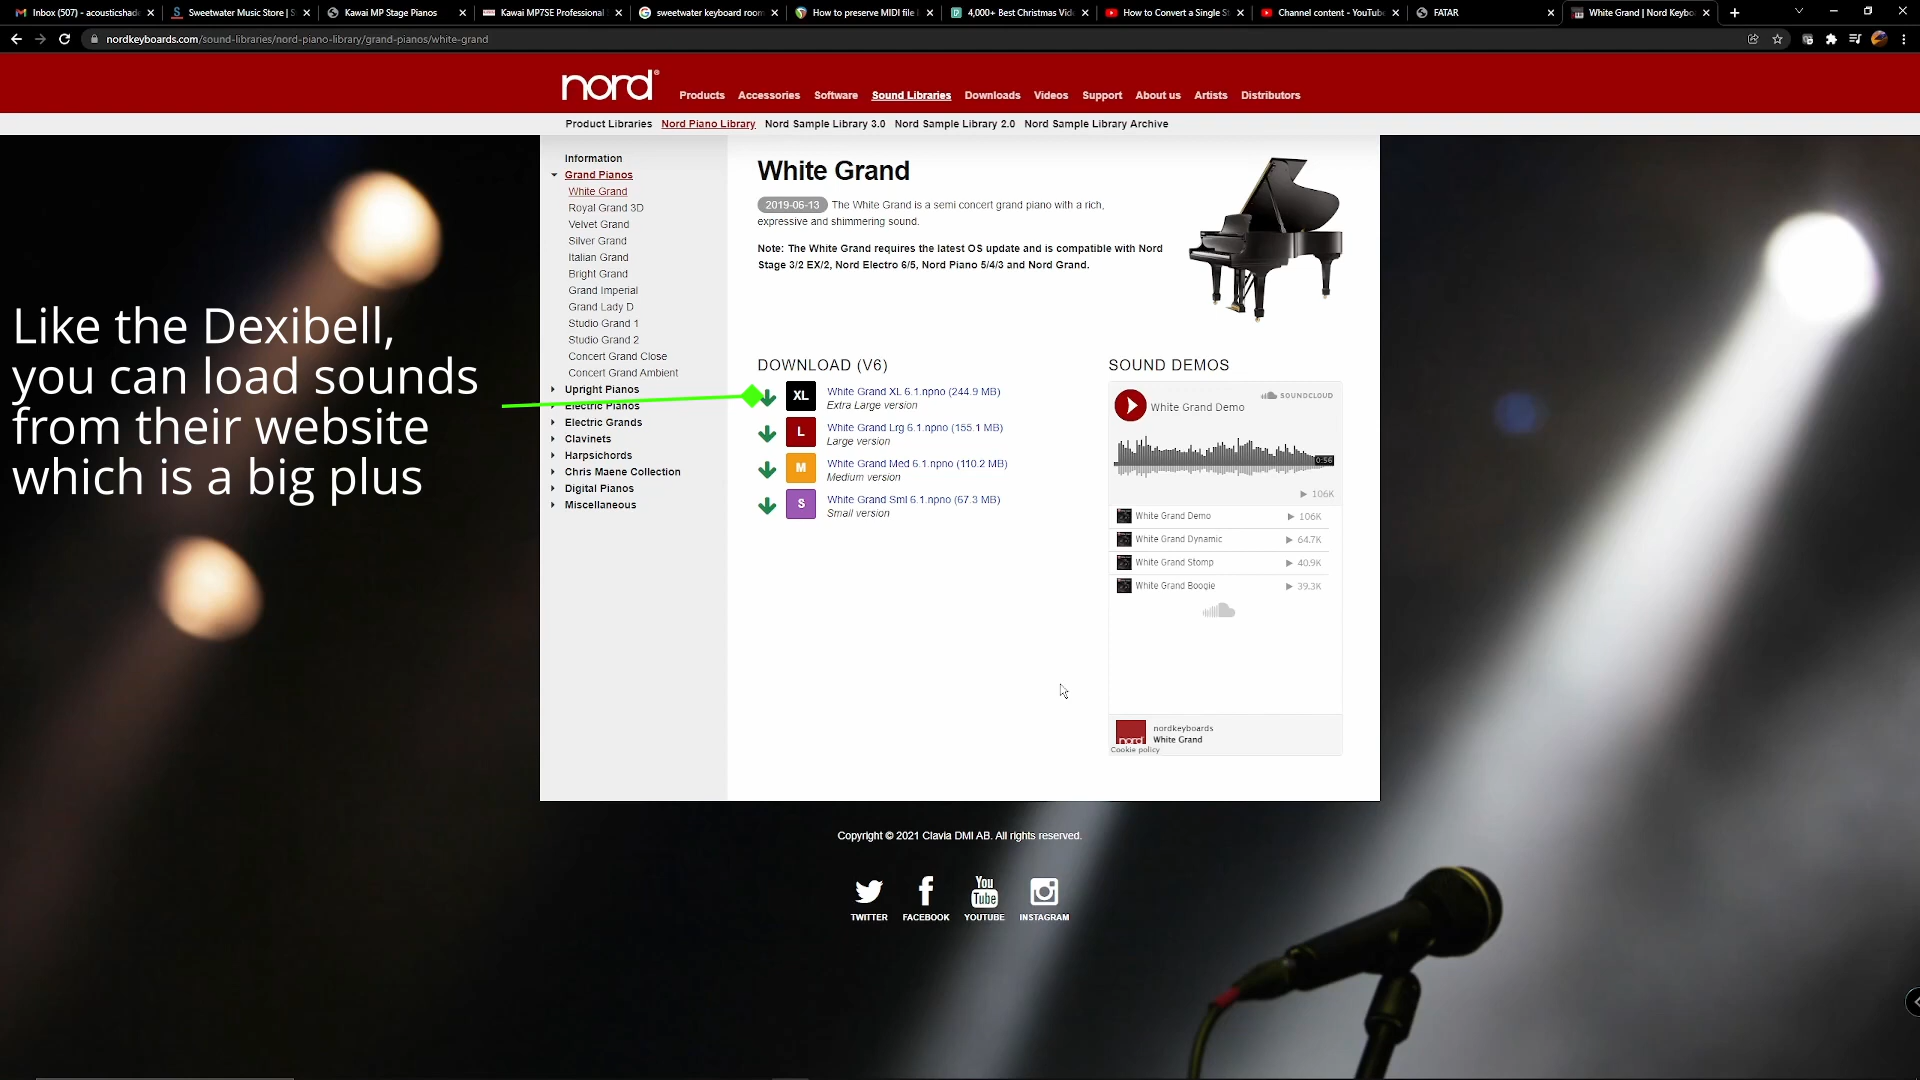 Inbox (507) - acousticshade
Sweetwater Music Store | S
Kawai MP Stage Pianos
Kawai MP7SE Professional
sweetwater keyboard room
How to preserve MIDI file
4,000+ Best Christmas Vid
How to Convert a Single S
Channel content - YouTube
FATAR
White Grand | Nord Keybo
nordkeyboards.com/sound-libraries/nord-piano-library/grand-pianos/white-grand
nord
Products Accessories Software Sound Libraries Downloads Videos Support About us Artists Distributors
Product Libraries Nord Piano Library Nord Sample Library 3.0 Nord Sample Library 2.0 Nord Sample Library Archive
Information
Grand Pianos
White Grand
Royal Grand 3D
Velvet Grand
Silver Grand
Italian Grand
Bright Grand
Grand Imperial
Grand Lady D
Studio Grand 1
Studio Grand 2
Concert Grand Close
Concert Grand Ambient
Upright Pianos
Electric Pianos
Electric Grands
Clavinets
Harpsichords
Chris Maene Collection
Digital Pianos
Miscellaneous
Like the Dexibell,
you can load sounds
from their website
which is a big plus
White Grand
2019-06-13 The White Grand is a semi concert grand piano with a rich,
expressive and shimmering sound.
Note: The White Grand requires the latest OS update and is compatible with Nord
Stage 3/2 EX/2, Nord Electro 6/5, Nord Piano 5/4/3 and Nord Grand.
DOWNLOAD (V6)
XL White Grand XL 6.1.npno (244.9 MB)
Extra Large version
L White Grand Lrg 6.1.npno (155.1 MB)
Large version
M White Grand Med 6.1.npno (110.2 MB)
Medium version
S White Grand Sml 6.1.npno (67.3 MB)
Small version
SOUND DEMOS
SOUNDCLOUD
White Grand Demo
0:56
106K
White Grand Demo 106K
White Grand Dynamic 64.7K
White Grand Stomp 40.9K
White Grand Boogie 39.3K
nord
nordkeyboards
White Grand
Cookie policy
Copyright © 2021 Clavia DMI AB. All rights reserved.
You
Tube
TWITTER FACEBOOK YOUTUBE INSTAGRAM